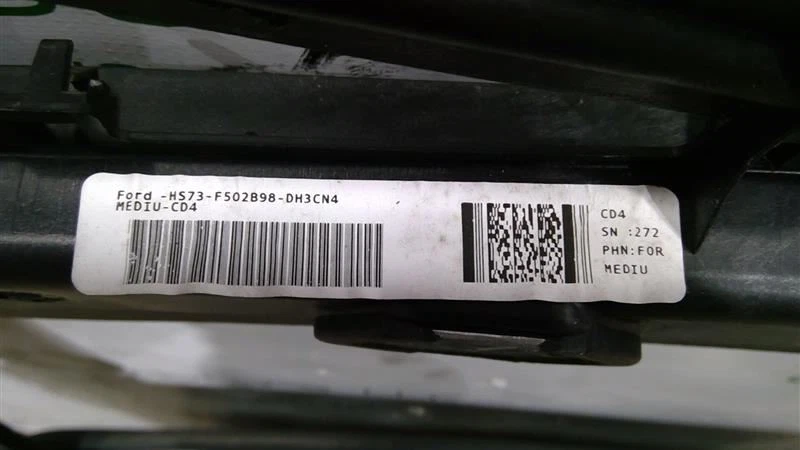 Ford -HS73-F502B98-DH3CN4
MEDIU-CD4
CD4
SN :272
PHN:FOR
MEDIU